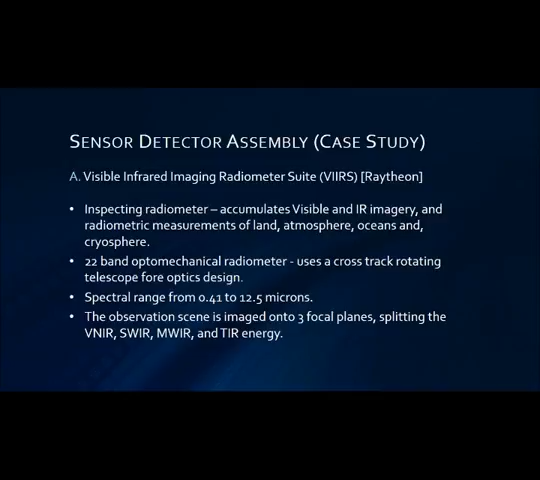 SENSOR DETECTOR ASSEMBLY (CASE STUDY)
A. Visible Infrared Imaging Radiometer Suite (VIIRS) [Raytheon]
• Inspecting radiometer – accumulates Visible and IR imagery, and
radiometric measurements of land, atmosphere, oceans and,
cryosphere.
• 22 band optomechanical radiometer - uses a cross track rotating
telescope fore optics design.
• Spectral range from 0.41 to 12.5 microns.
• The observation scene is imaged onto 3 focal planes, splitting the
VNIR, SWIR, MWIR, and TIR energy.